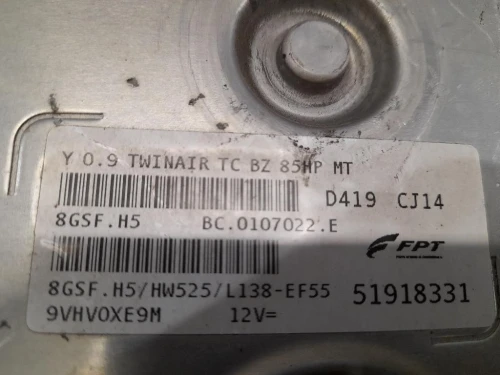 Y 0.9 TWINAIR TC BZ 85HP MT
D419 CJ14
8GSF.H5 BC.0107022.E
FPT
8GSF.H5/HW525/L138-EF55 51918331
9VHV0XE9M 12V=